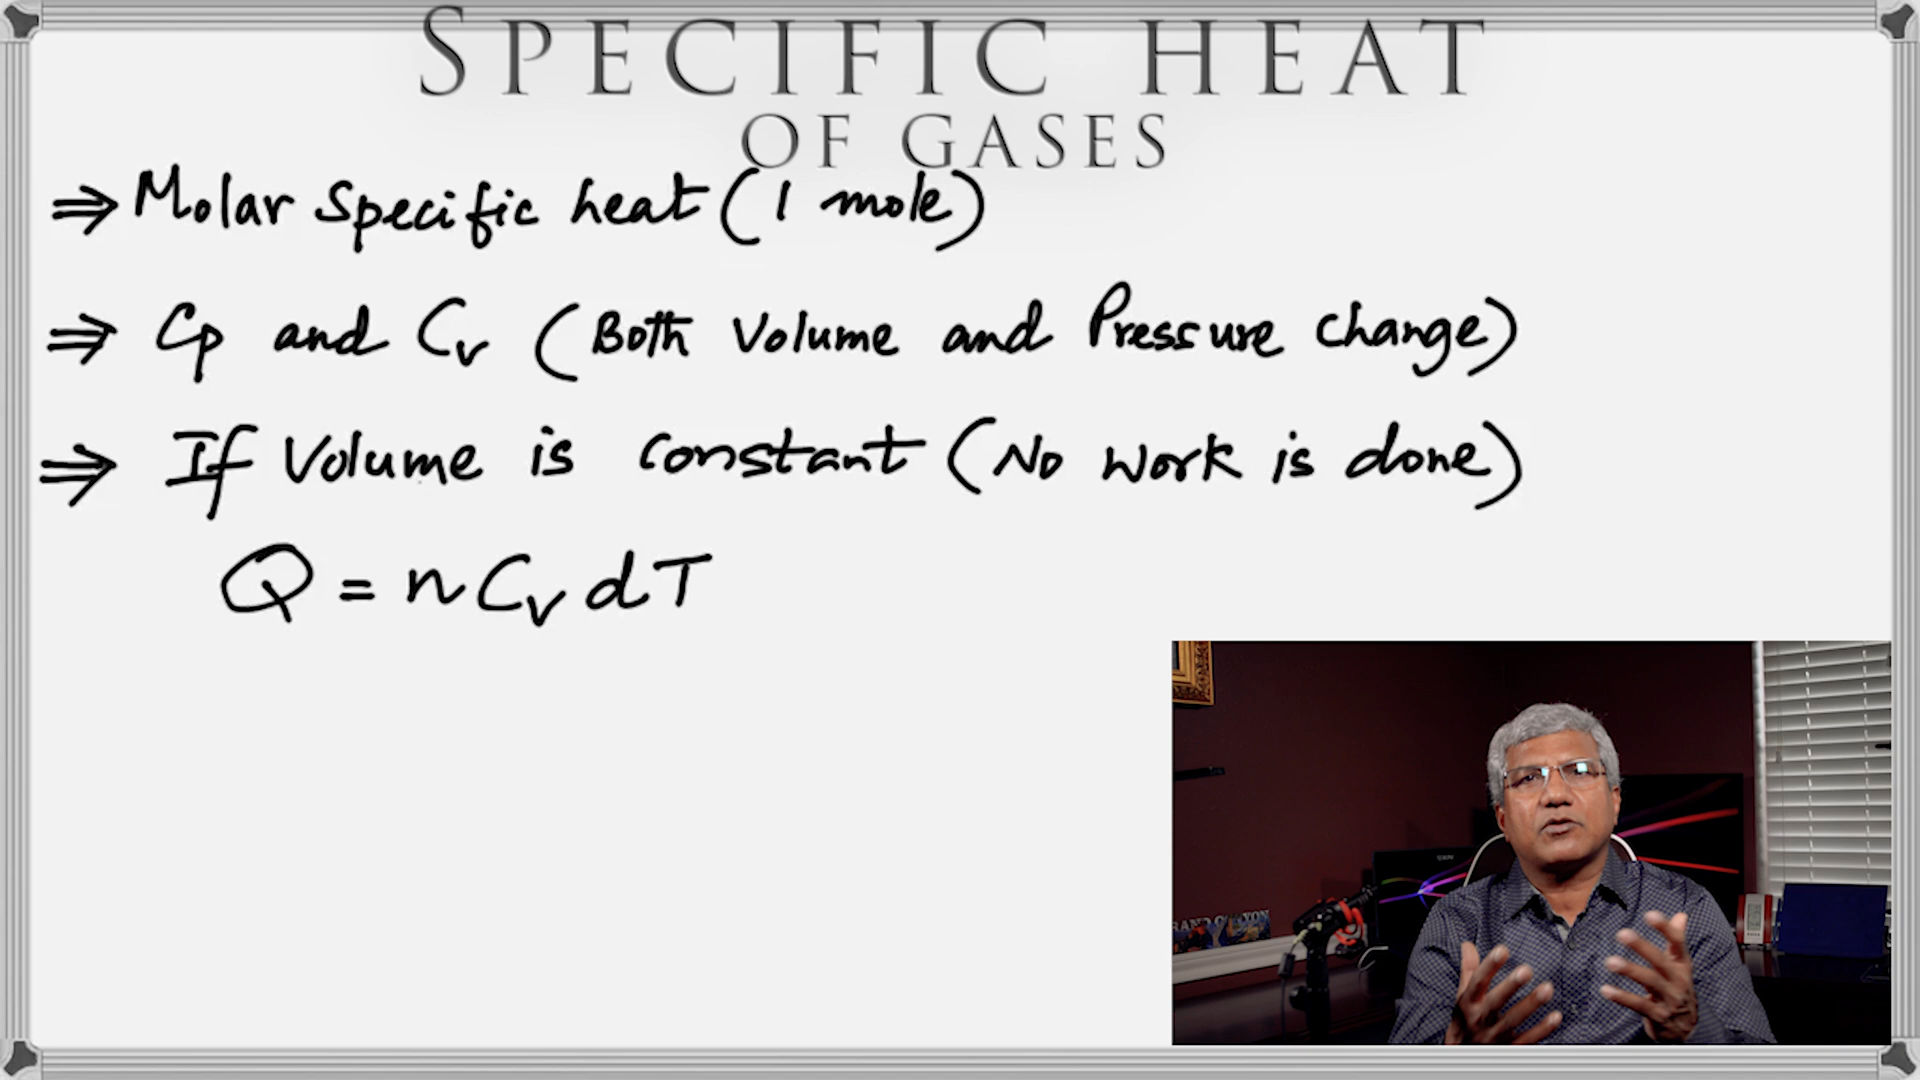 SPECIFIC HEAT
OF GASES
⇒ Molar Specific heat (1 mole)
⇒ Cp and Cv (Both Volume and Pressure change)
⇒ If Volume is constant (No work is done)
Q = n Cv dT